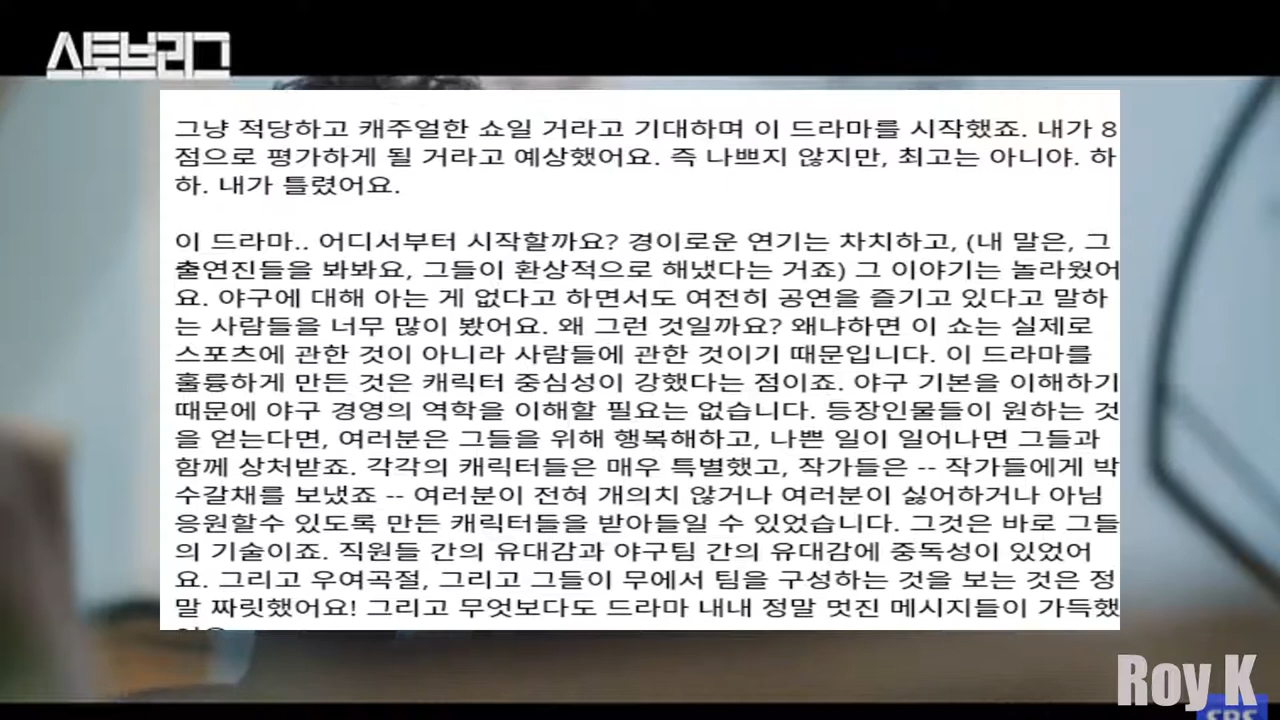 스토브리그
그냥 적당하고 캐주얼한 쇼일 거라고 기대하며 이 드라마를 시작했죠. 내가 8
점으로 평가하게 될 거라고 예상했어요. 즉 나쁘지 않지만, 최고는 아니야. 하
하. 내가 틀렸어요.
이 드라마.. 어디서부터 시작할까요? 경이로운 연기는 차치하고, (내 말은, 그
출연진들을 봐봐요, 그들이 환상적으로 해냈다는 거죠) 그 이야기는 놀라웠어
요. 야구에 대해 아는 게 없다고 하면서도 여전히 공연을 즐기고 있다고 말하
는 사람들을 너무 많이 봤어요. 왜 그런 것일까요? 왜냐하면 이 쇼는 실제로
스포츠에 관한 것이 아니라 사람들에 관한 것이기 때문입니다. 이 드라마를
훌륭하게 만든 것은 캐릭터 중심성이 강했다는 점이죠. 야구 기본을 이해하기
때문에 야구 경영의 역학을 이해할 필요는 없습니다. 등장인물들이 원하는 것
을 얻는다면, 여러분은 그들을 위해 행복해하고, 나쁜 일이 일어나면 그들과
함께 상처받죠. 각각의 캐릭터들은 매우 특별했고, 작가들은 -- 작가들에게 박
수갈채를 보냈죠 -- 여러분이 전혀 개의치 않거나 여러분이 싫어하거나 아님
응원할수 있도록 만든 캐릭터들을 받아들일 수 있었습니다. 그것은 바로 그들
의 기술이죠. 직원들 간의 유대감과 야구팀 간의 유대감에 중독성이 있었어
요. 그리고 우여곡절, 그리고 그들이 무에서 팀을 구성하는 것을 보는 것은 정
말 짜릿했어요! 그리고 무엇보다도 드라마 내내 정말 멋진 메시지들이 가득했
Roy K
SBS